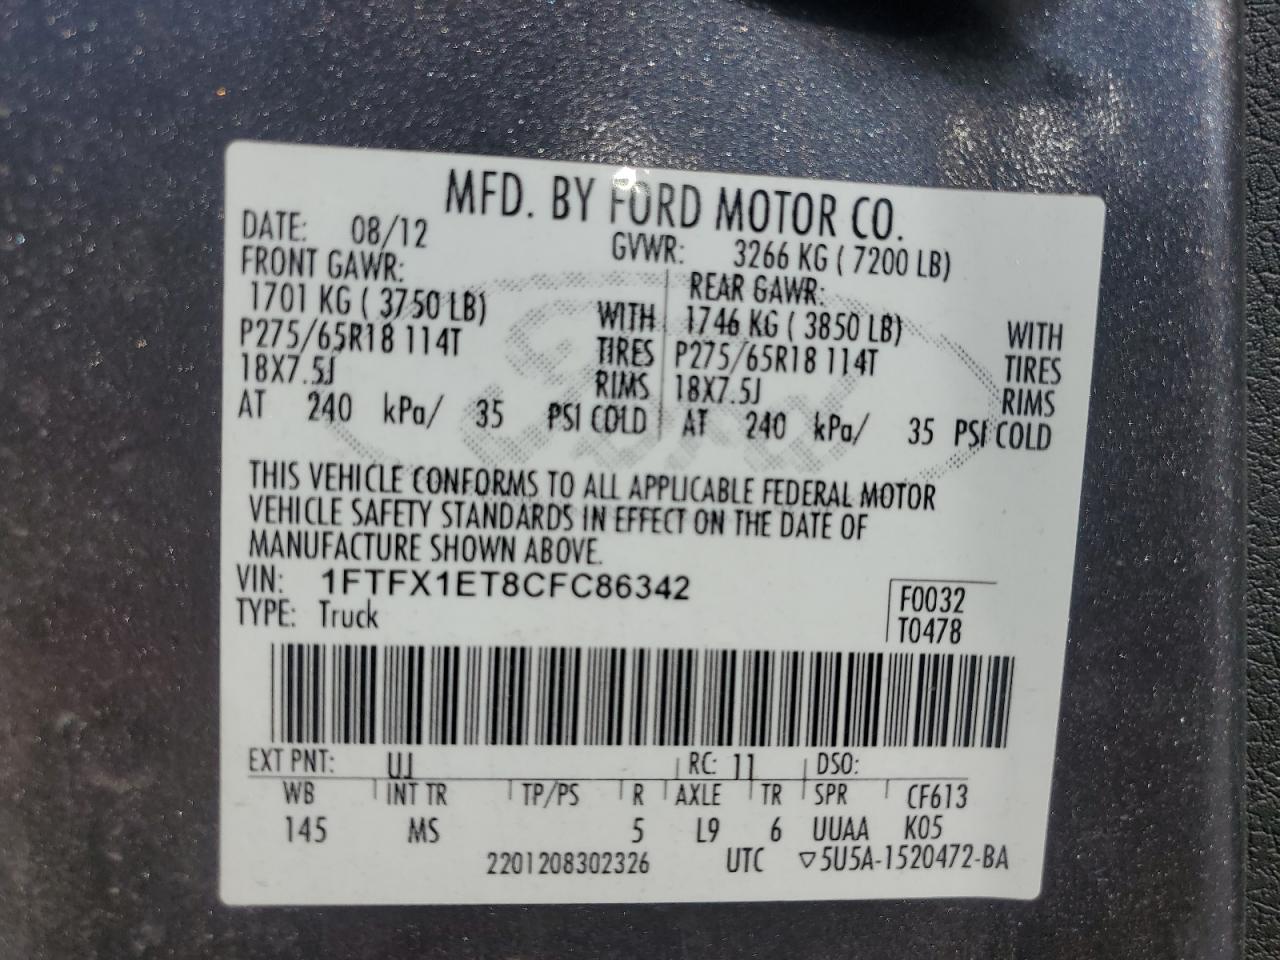 MFD. BY FORD MOTOR CO.
DATE: 08/12 GVWR: 3266 KG ( 7200 LB)
FRONT GAWR: REAR GAWR:
1701 KG ( 3750 LB) WITH 1746 KG ( 3850 LB) WITH
P275/65R18 114T TIRES P275/65R18 114T TIRES
18X7.5J RIMS 18X7.5J RIMS
AT 240 kPa/ 35 PSI COLD AT 240 kPa/ 35 PSI COLD
THIS VEHICLE CONFORMS TO ALL APPLICABLE FEDERAL MOTOR
VEHICLE SAFETY STANDARDS IN EFFECT ON THE DATE OF
MANUFACTURE SHOWN ABOVE.
VIN: 1FTFX1ET8CFC86342 F0032
TYPE: Truck T0478
EXT PNT: UJ RC: 11 DSO:
WB INT TR TP/PS R AXLE TR SPR CF613
145 MS 5 L9 6 UUAA K05
2201208302326 UTC ▽5U5A-1520472-BA
Ford